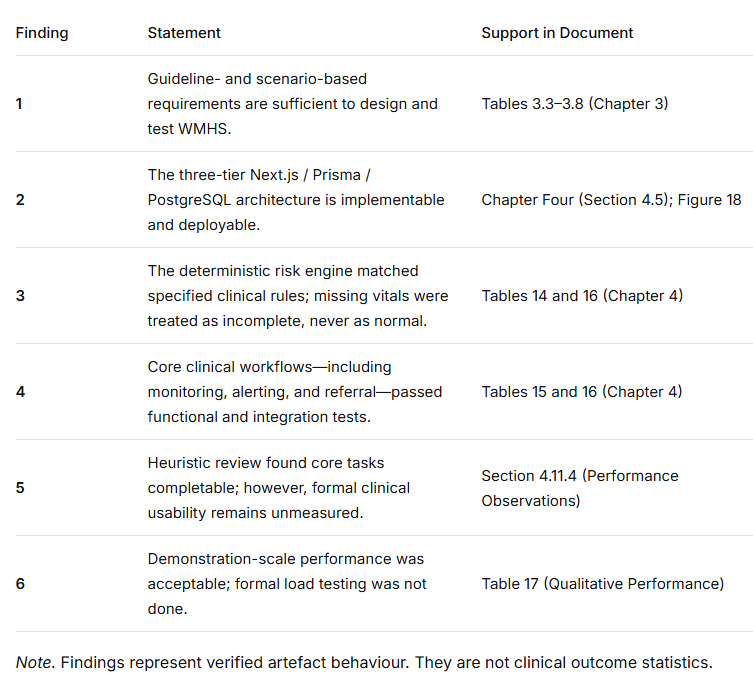 Finding Statement Support in Document
Guideline- and scenario-based
1 requirements are sufficient to design and Tables 3.3–3.8 (Chapter 3)
test WMHS.
The three-tier Next.js / Prisma /
2 PostgreSQL architecture is implementable Chapter Four (Section 4.5); Figure 18
and deployable.
The deterministic risk engine matched
3 specified clinical rules; missing vitals were Tables 14 and 16 (Chapter 4)
treated as incomplete, never as normal.
Core clinical workflows—including
4 monitoring, alerting, and referral—passed Tables 15 and 16 (Chapter 4)
functional and integration tests.
Heuristic review found core tasks
5 completable; however, formal clinical Section 4.11.4 (Performance
usability remains unmeasured. Observations)
Demonstration-scale performance was
6 acceptable; formal load testing was not Table 17 (Qualitative Performance)
done.
Note. Findings represent verified artefact behaviour. They are not clinical outcome statistics.